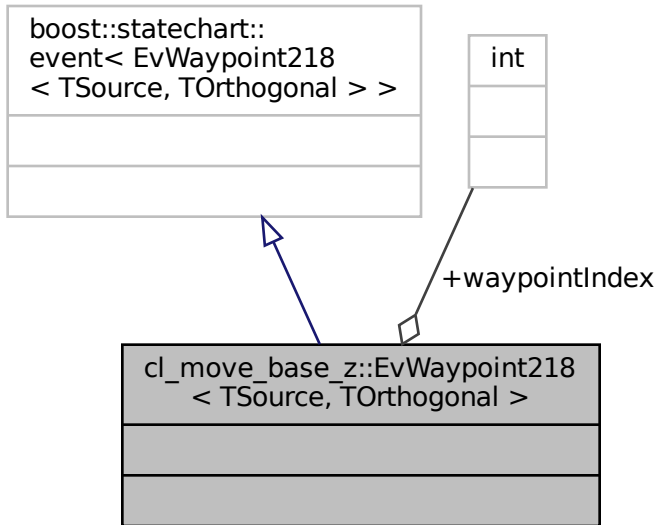 boost::statechart::
event< EvWaypoint218
< TSource, TOrthogonal > >
int
+waypointIndex
cl_move_base_z::EvWaypoint218
< TSource, TOrthogonal >